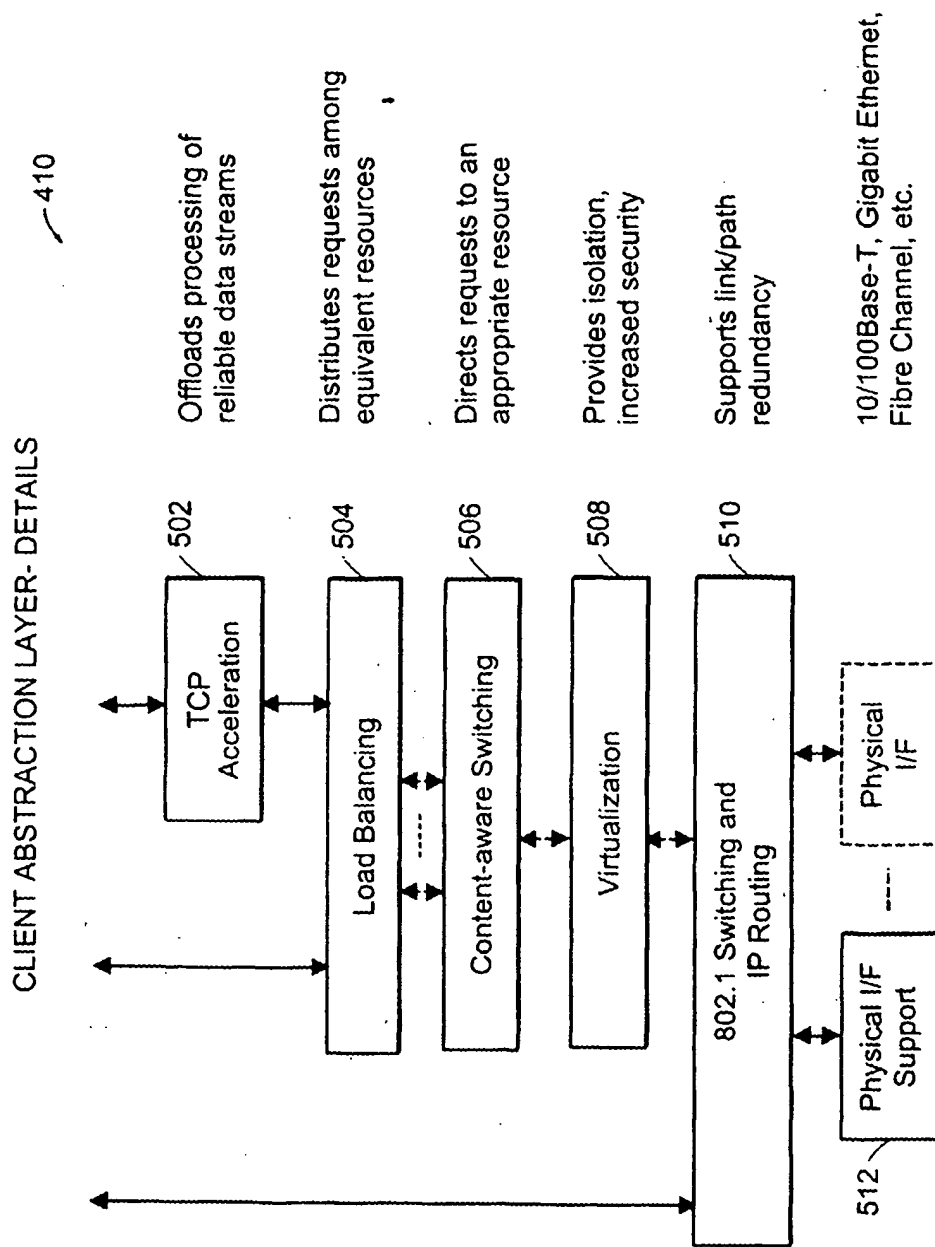 CLIENT ABSTRACTION LAYER- DETAILS
410
TCP
Acceleration
502
Offloads processing of
reliable data streams
Load Balancing
504
Distributes requests among
equivalent resources
Content-aware Switching
506
Directs requests to an
appropriate resource
Virtualization
508
Provides isolation,
increased security
802.1 Switching and
IP Routing
510
Supports link/path
redundancy
512
Physical I/F
Support
Physical
I/F
10/100Base-T, Gigabit Ethernet,
Fibre Channel, etc.